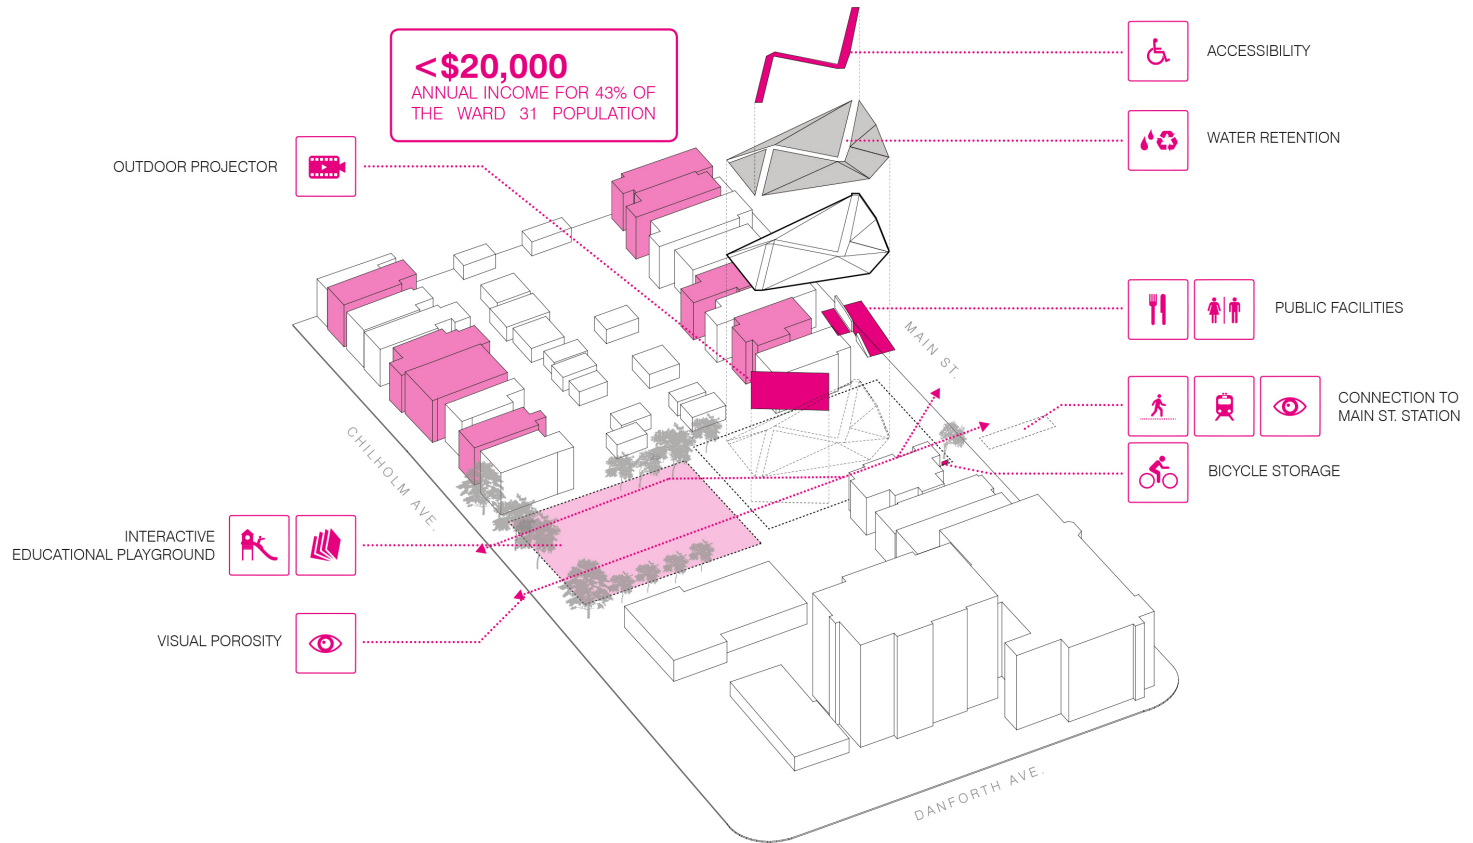 <$20,000
ANNUAL INCOME FOR 43% OF
THE WARD 31 POPULATION
ACCESSIBILITY
WATER RETENTION
OUTDOOR PROJECTOR
PUBLIC FACILITIES
MAIN ST.
CONNECTION TO
MAIN ST. STATION
BICYCLE STORAGE
CHILHOLM AVE.
INTERACTIVE
EDUCATIONAL PLAYGROUND
VISUAL POROSITY
DANFORTH AVE.